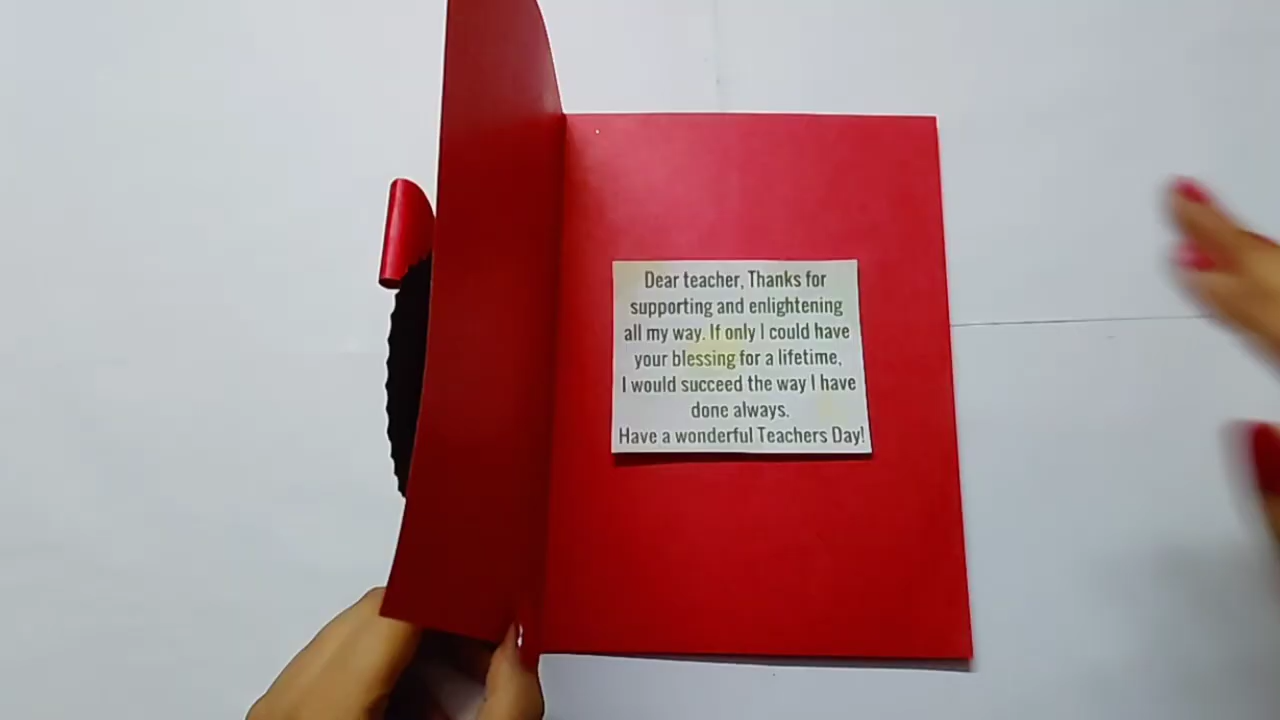 Dear teacher, Thanks for
supporting and enlightening
all my way. If only I could have
your blessing for a lifetime,
I would succeed the way I have
done always.
Have a wonderful Teachers Day!